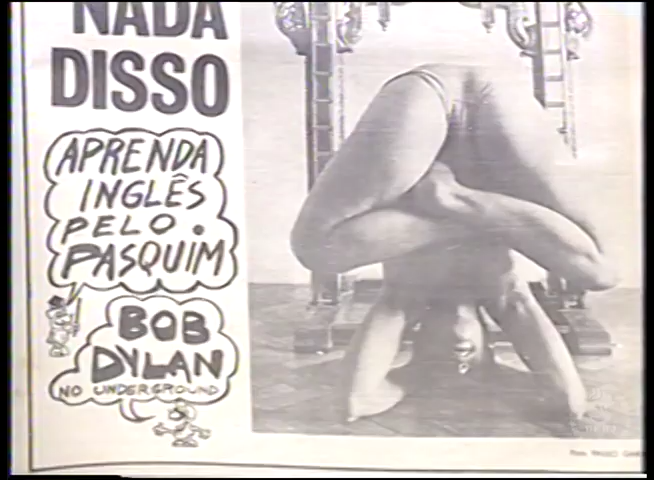 NADA
DISSO
APRENDA
INGLÊS
PELO
PASQUIM
BOB
DYLAN
NO UNDERGROUND